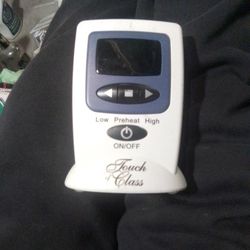 Low Preheat High
ON/OFF
Touch
of Class